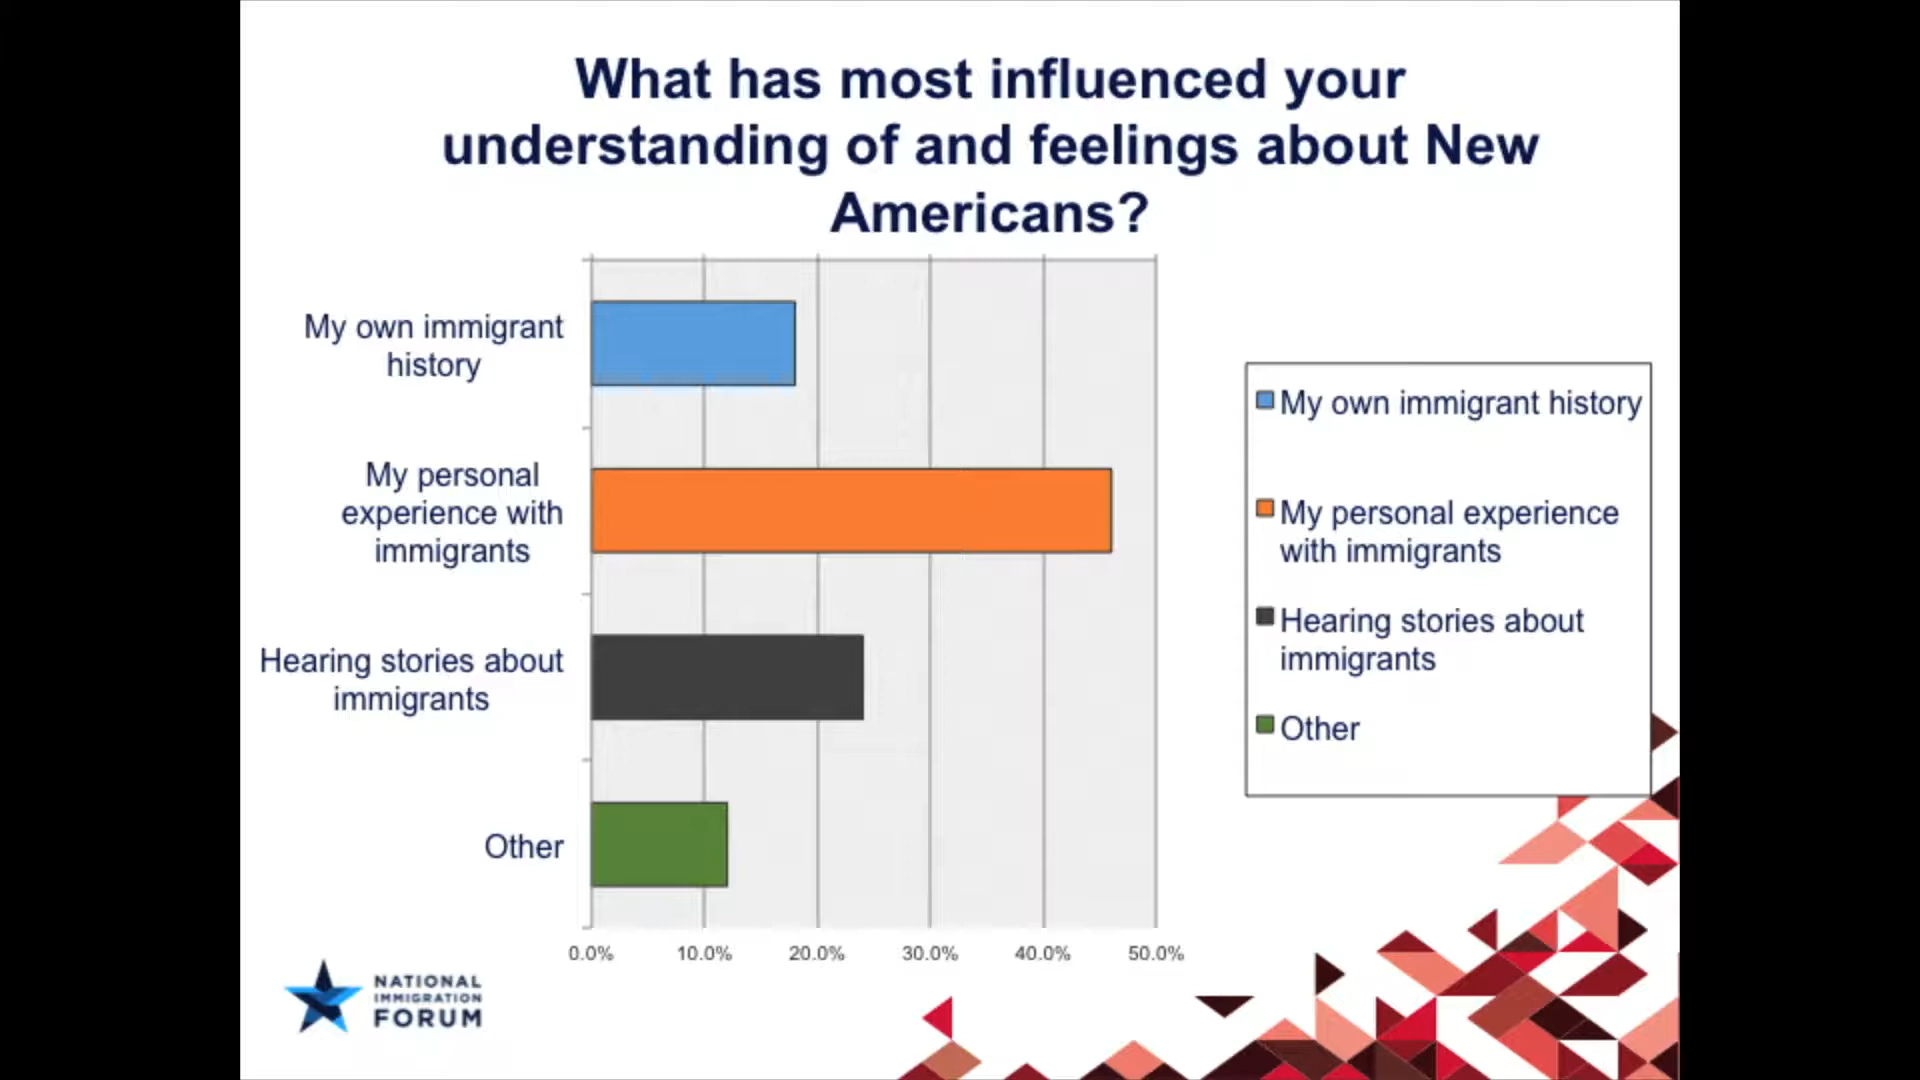 What has most influenced your
understanding of and feelings about New
Americans?
My own immigrant
history
My personal
experience with
immigrants
Hearing stories about
immigrants
Other
0.0%
10.0%
20.0%
30.0%
40.0%
50.0%
My own immigrant history
My personal experience
with immigrants
Hearing stories about
immigrants
Other
NATIONAL
IMMIGRATION
FORUM